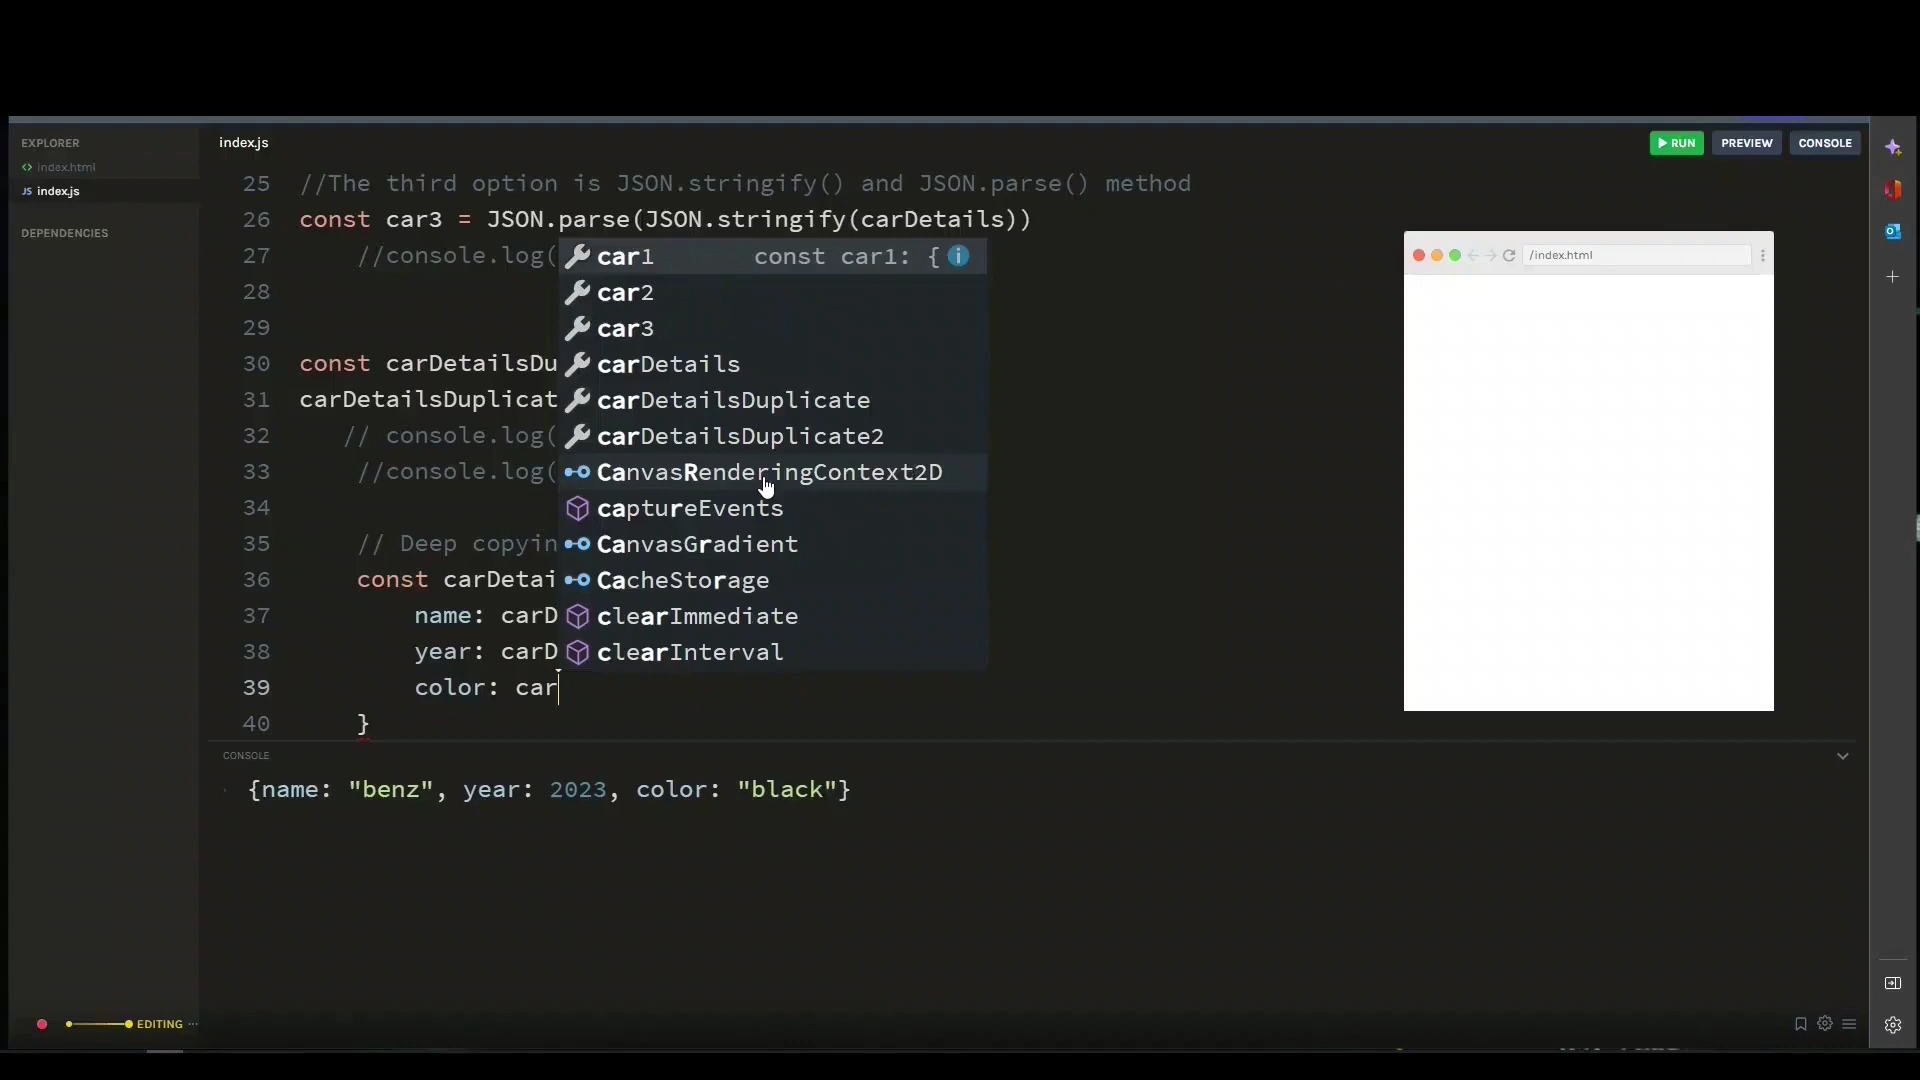 EXPLORER
index.html
JS index.js
DEPENDENCIES
index.js
RUN
PREVIEW
CONSOLE
25 //The third option is JSON.stringify() and JSON.parse() method
26 const car3 = JSON.parse(JSON.stringify(carDetails))
27 //console.log(
28
29
30 const carDetailsDu
31 carDetailsDuplicat
32 // console.log(
33 //console.log(
34
35 // Deep copyin
36 const carDetai
37 name: carD
38 year: carD
39 color: car
40 }
car1 const car1: {
car2
car3
carDetails
carDetailsDuplicate
carDetailsDuplicate2
CanvasRenderingContext2D
captureEvents
CanvasGradient
CacheStorage
clearImmediate
clearInterval
/index.html
CONSOLE
{name: "benz", year: 2023, color: "black"}
EDITING ...